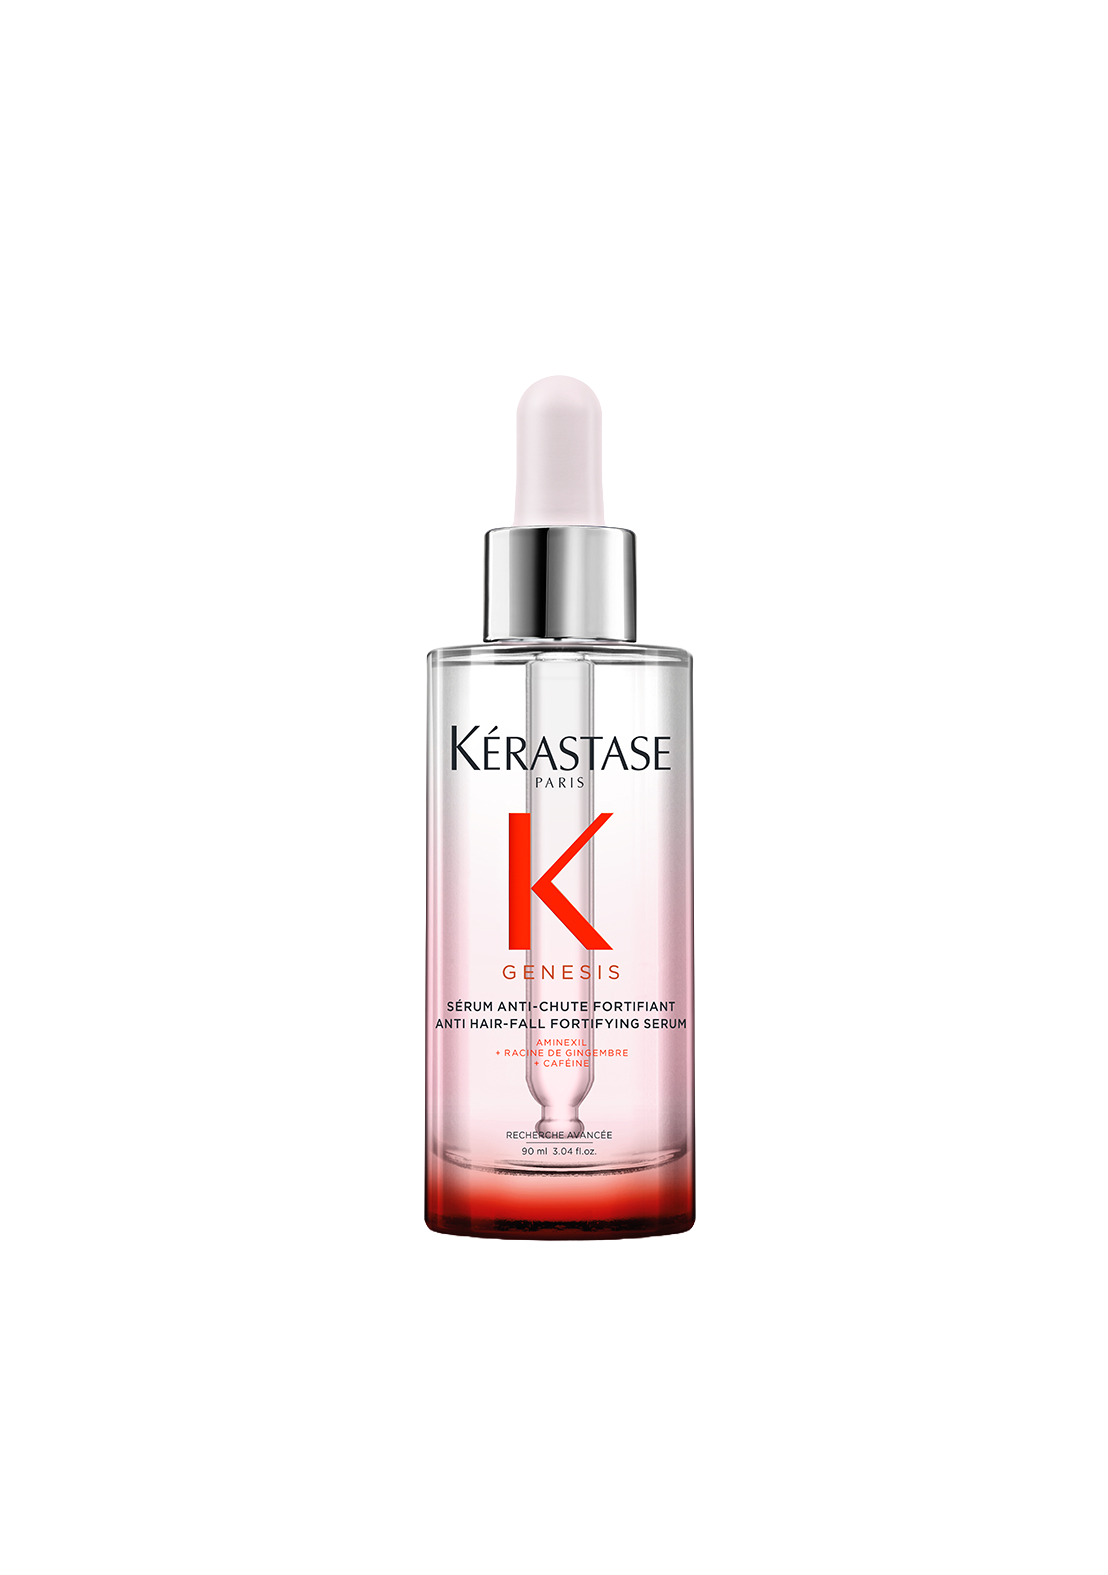 KÉRASTASE
PARIS
K
GENESIS
SÉRUM ANTI-CHUTE FORTIFIANT
ANTI HAIR-FALL FORTIFYING SERUM
AMINEXIL
+ RACINE DE GINGEMBRE
+ CAFÉINE
RECHERCHE AVANCÉE
90 ml 3.04 fl.oz.